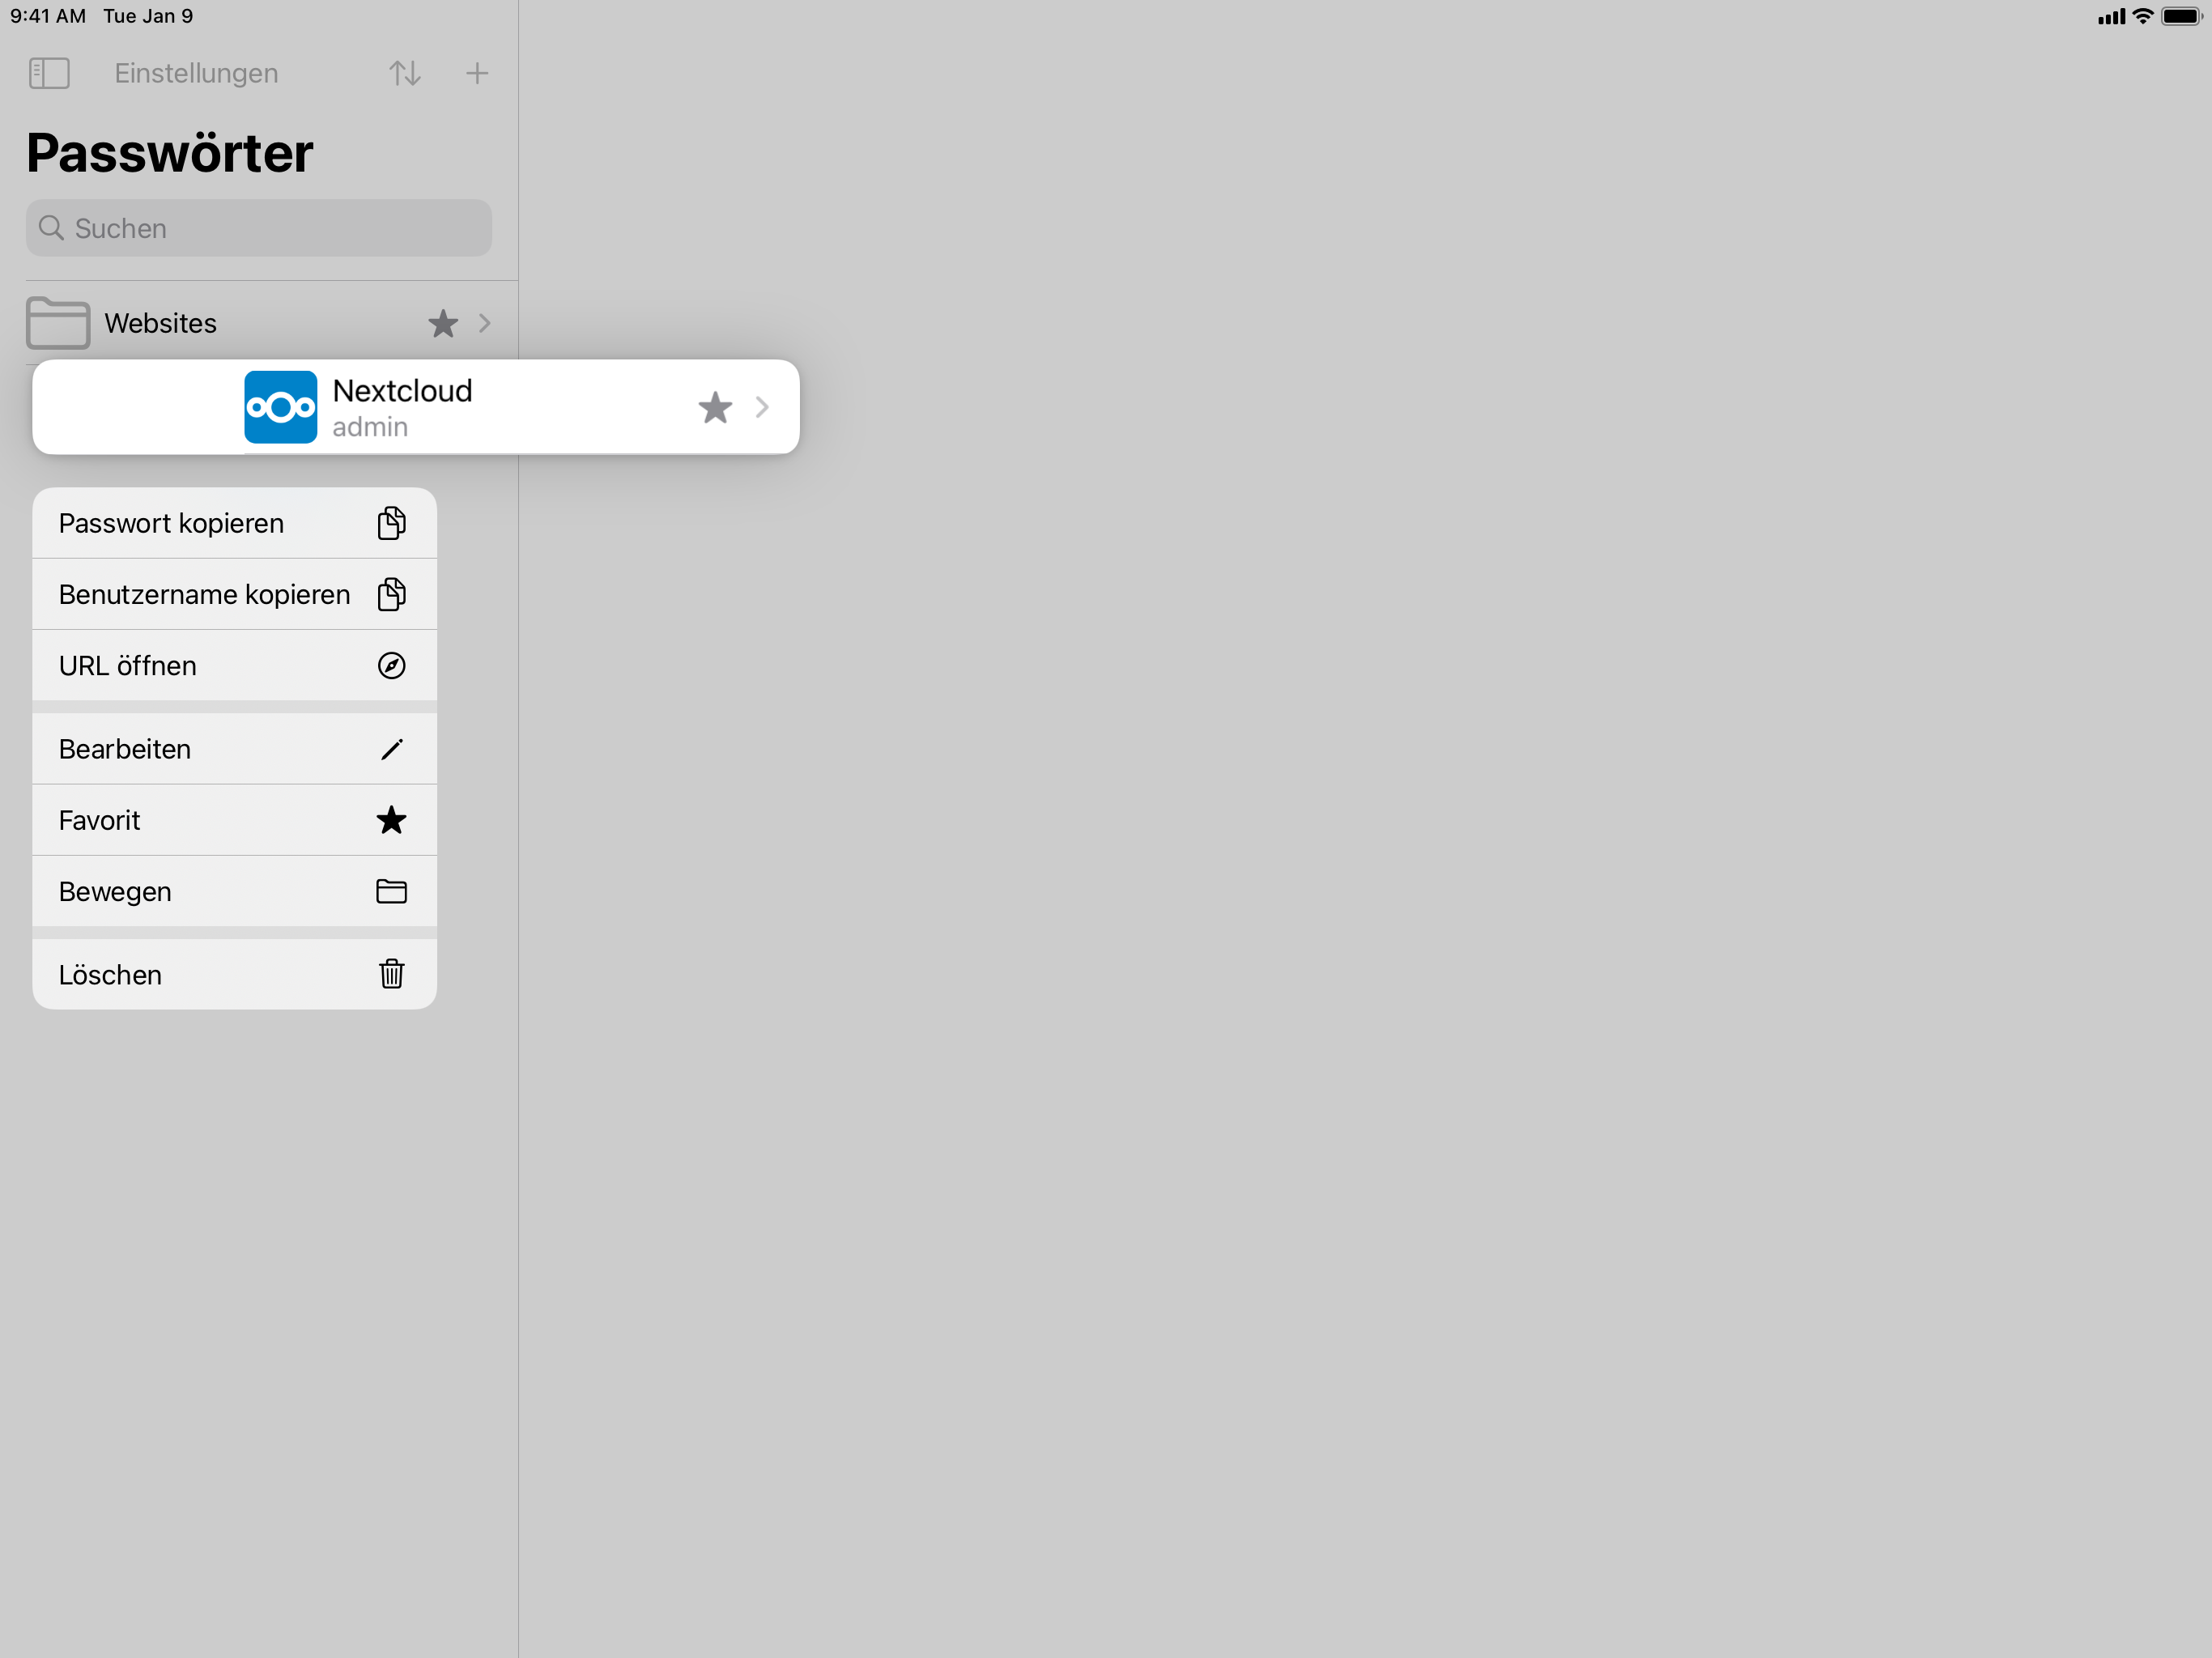 9:41 AM Tue Jan 9
Einstellungen
Passwörter
Suchen
Websites
Nextcloud
admin
Passwort kopieren
Benutzername kopieren
URL öffnen
Bearbeiten
Favorit
Bewegen
Löschen